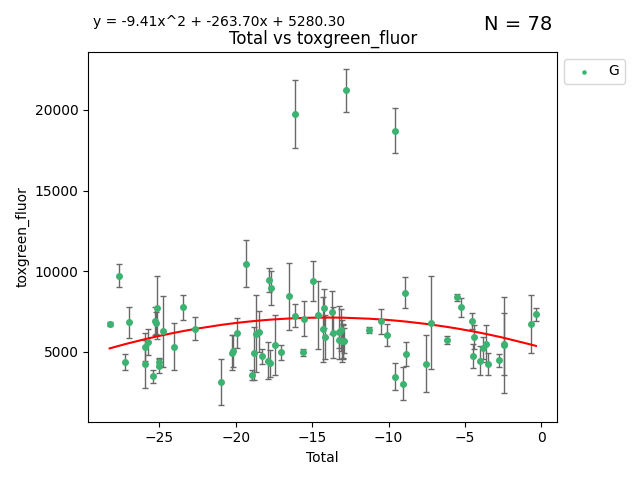 y = -9.41x^2 + -263.70x + 5280.30
N = 78
Total vs toxgreen_fluor
G
toxgreen_fluor
20000
15000
10000
5000
−25
−20
−15
−10
−5
0
Total